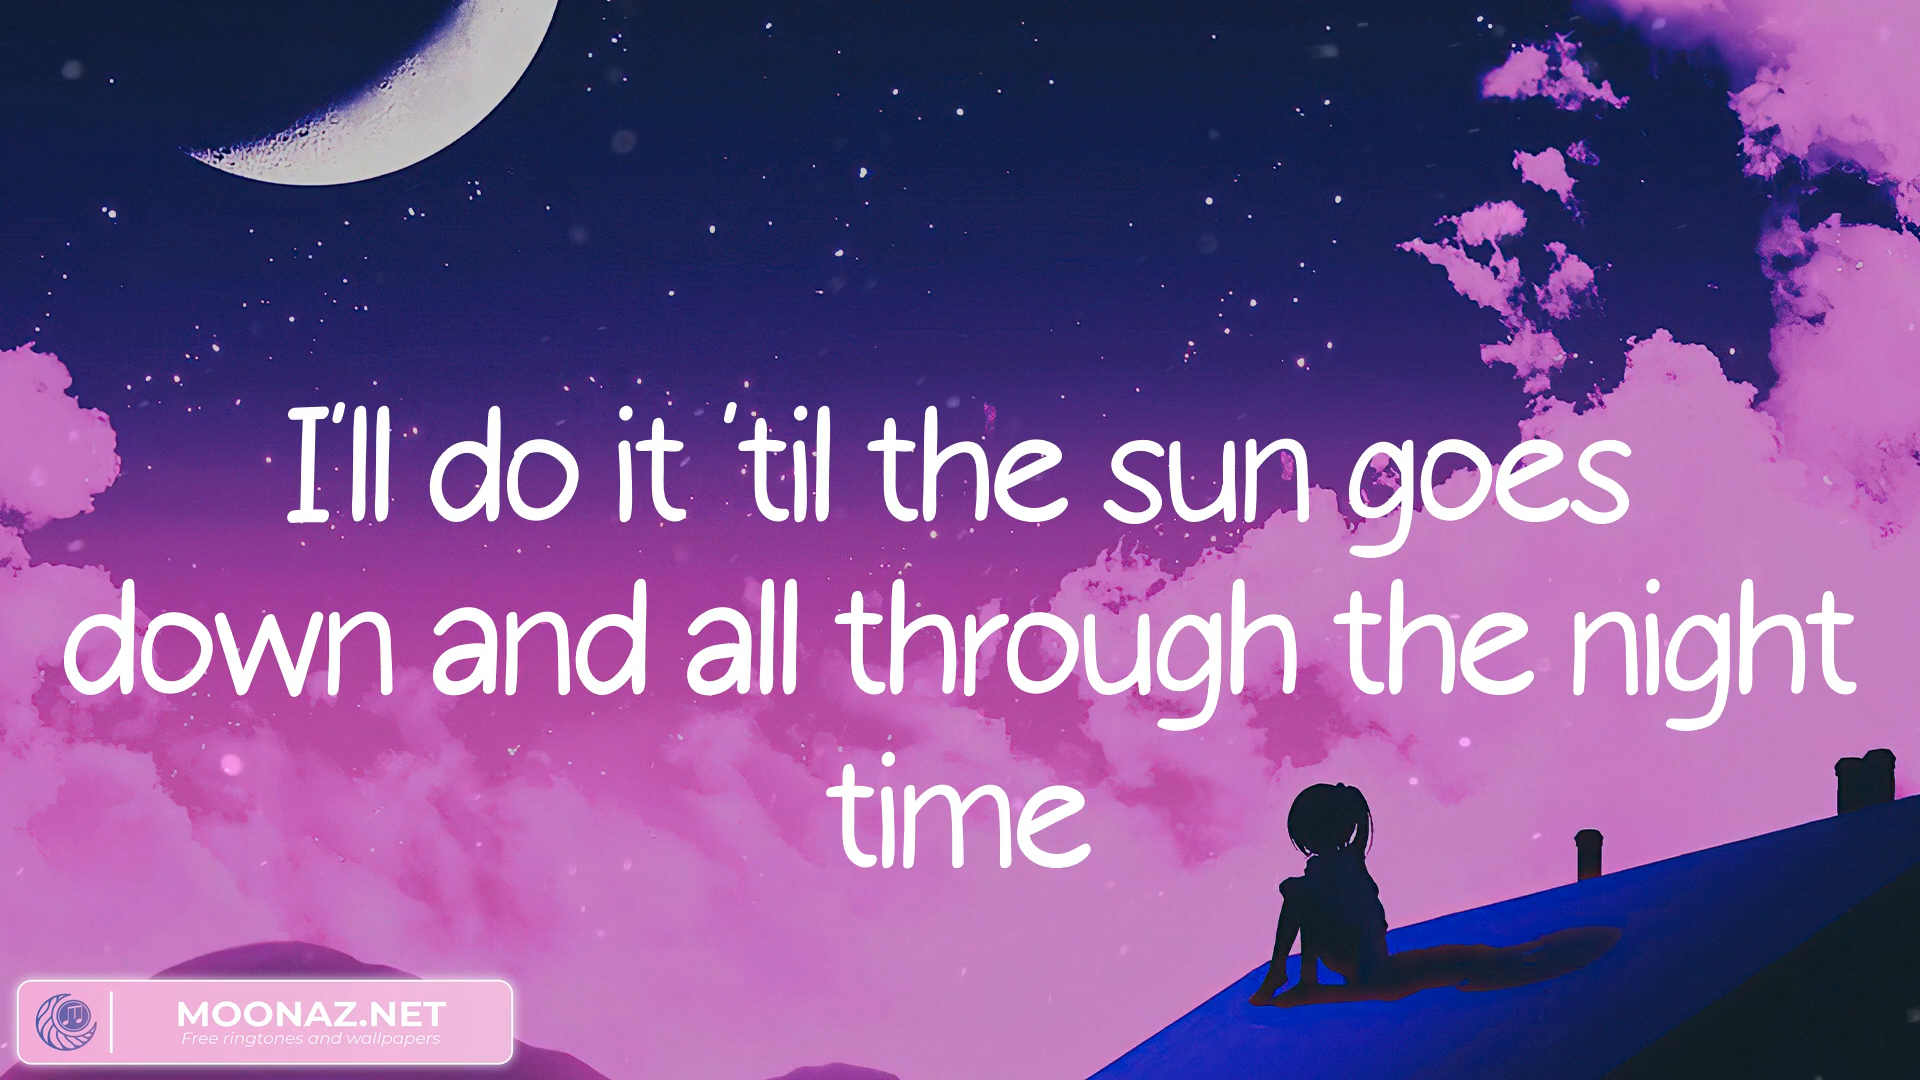 I'll do it 'til the sun goes
down and all through the night
time
MOONAZ.NET
Free ringtones and wallpapers